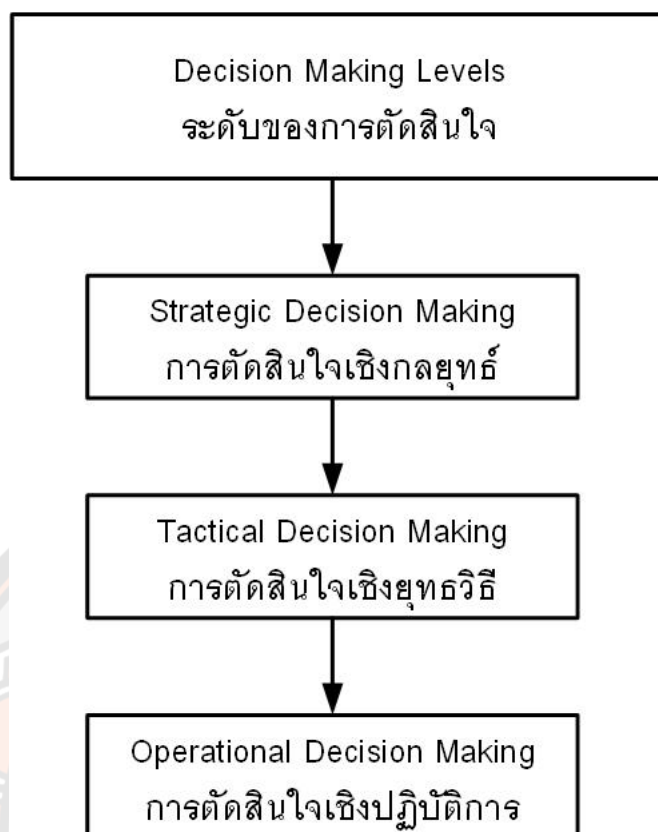 Decision Making Levels
ระดับของการตัดสินใจ
Strategic Decision Making
การตัดสินใจเชิงกลยุทธ์
Tactical Decision Making
การตัดสินใจเชิงยุทธวิธี
Operational Decision Making
การตัดสินใจเชิงปฏิบัติการ